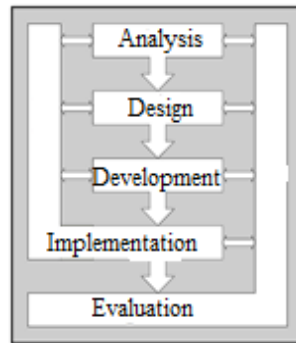 Analysis
Design
Development
Implementation
Evaluation